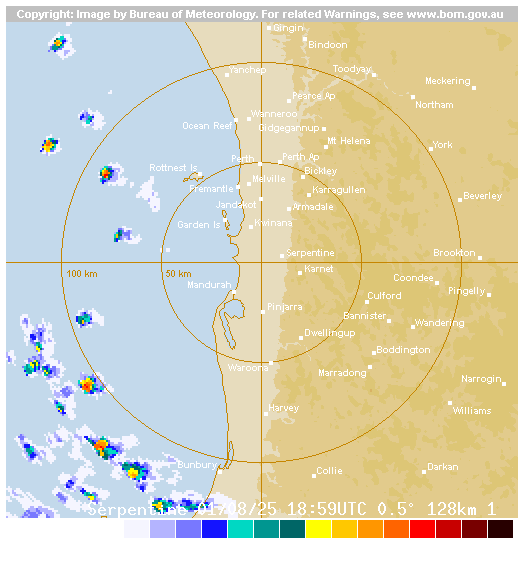 Copyright: Image by Bureau of Meteorology. For related Warnings, see www.bom.gov.au
Gingin
Bindoon
Yanchep
Toodyay
Meckering
Pearce Ap
Northam
Wanneroo
Ocean Reef
Gidgegannup
Mt Helena
York
Perth
Perth Ap
Rottnest Is
Bickley
Melville
Fremantle
Karragullen
Beverley
Jandakot
Armadale
Garden Is
Kwinana
Serpentine
Brookton
100 km
50 km
Karnet
Mandurah
Coondee
Pingelly
Culford
Pinjarra
Bannister
Wandering
Dwellingup
Boddington
Waroona
Marradong
Narrogin
Harvey
Williams
Bunbury
Collie
Darkan
Serpentine 01/08/25 18:59UTC 0.5° 128km 1